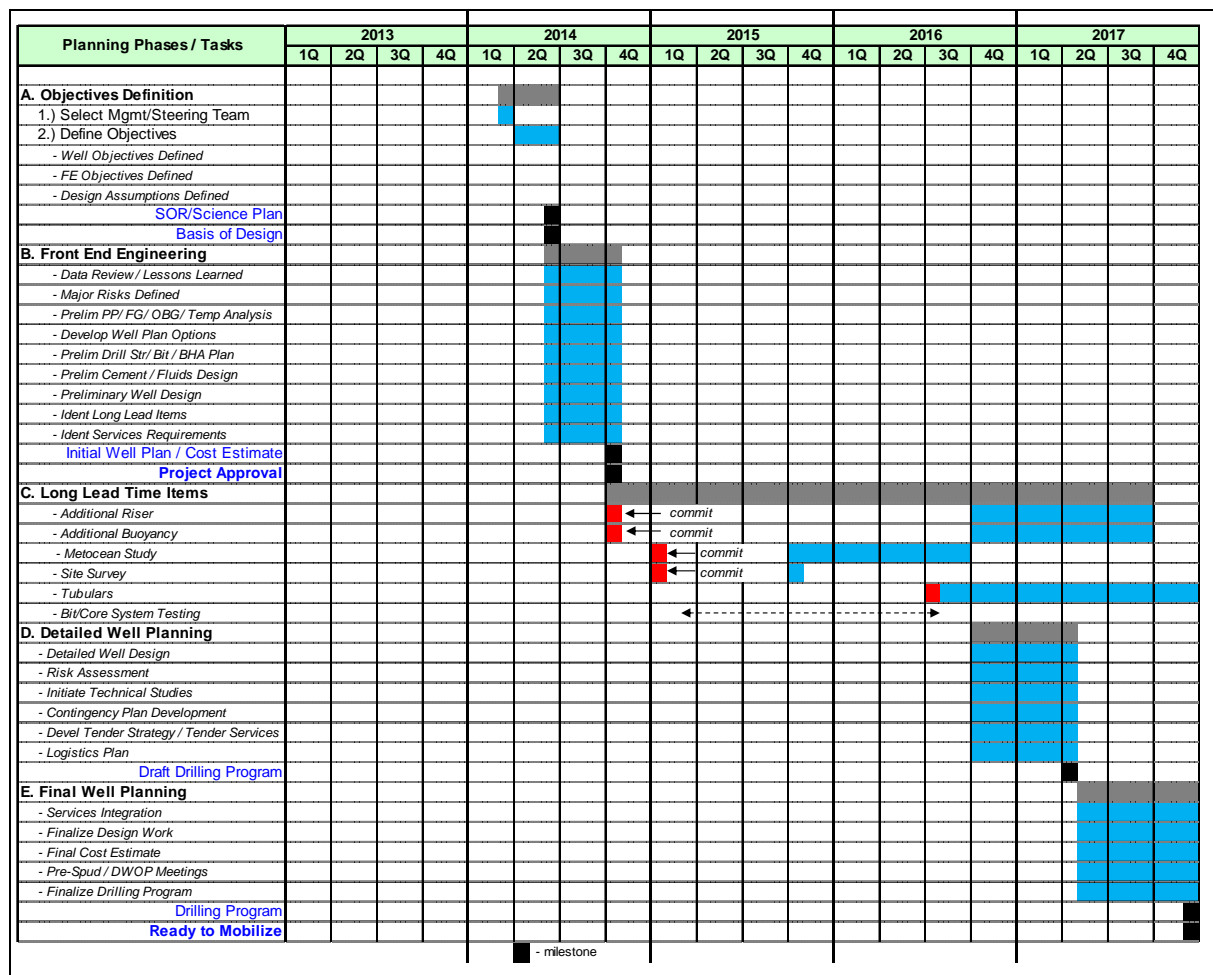 Planning Phases / Tasks
2013 2014 2015 2016 2017
1Q 2Q 3Q 4Q 1Q 2Q 3Q 4Q 1Q 2Q 3Q 4Q 1Q 2Q 3Q 4Q 1Q 2Q 3Q 4Q
A. Objectives Definition
1.) Select Mgmt/Steering Team
2.) Define Objectives
- Well Objectives Defined
- FE Objectives Defined
- Design Assumptions Defined
SOR/Science Plan
Basis of Design
B. Front End Engineering
- Data Review / Lessons Learned
- Major Risks Defined
- Prelim PP/ FG/ OBG/ Temp Analysis
- Develop Well Plan Options
- Prelim Drill Str/ Bit / BHA Plan
- Prelim Cement / Fluids Design
- Preliminary Well Design
- Ident Long Lead Items
- Ident Services Requirements
Initial Well Plan / Cost Estimate
Project Approval
C. Long Lead Time Items
- Additional Riser commit
- Additional Buoyancy commit
- Metocean Study commit
- Site Survey commit
- Tubulars
- Bit/Core System Testing
D. Detailed Well Planning
- Detailed Well Design
- Risk Assessment
- Initiate Technical Studies
- Contingency Plan Development
- Devel Tender Strategy / Tender Services
- Logistics Plan
Draft Drilling Program
E. Final Well Planning
- Services Integration
- Finalize Design Work
- Final Cost Estimate
- Pre-Spud / DWOP Meetings
- Finalize Drilling Program
Drilling Program
Ready to Mobilize
- milestone